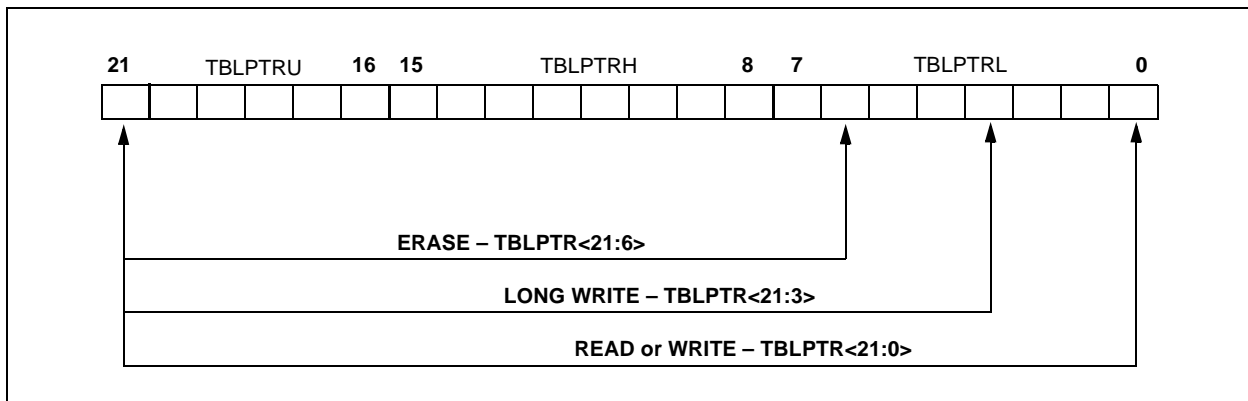 21 TBLPTRU 16 15 TBLPTRH 8 7 TBLPTRL 0
ERASE – TBLPTR<21:6>
LONG WRITE – TBLPTR<21:3>
READ or WRITE – TBLPTR<21:0>